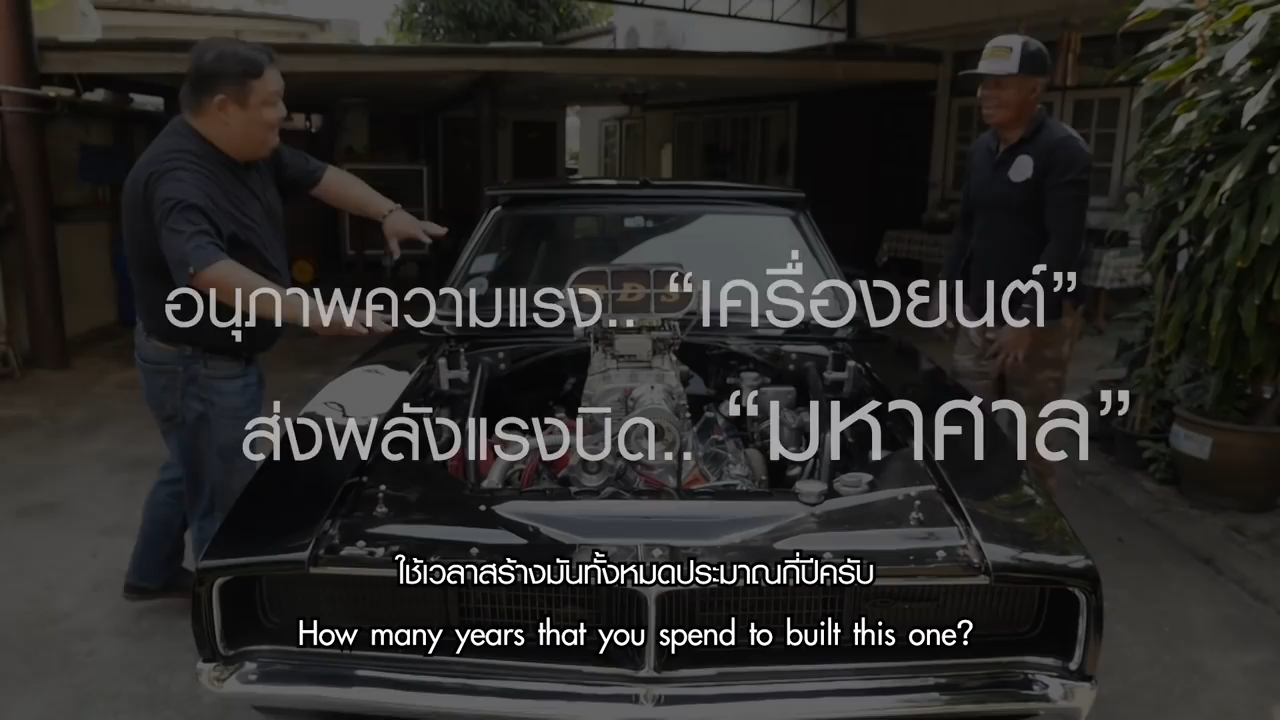 อนุภาพความแรง.. “เครื่องยนต์”
ส่งพลังแรงบิด.. “มหาศาล”
ใช้เวลาสร้างมันทั้งหมดประมาณกี่ปีครับ
How many years that you spend to built this one?